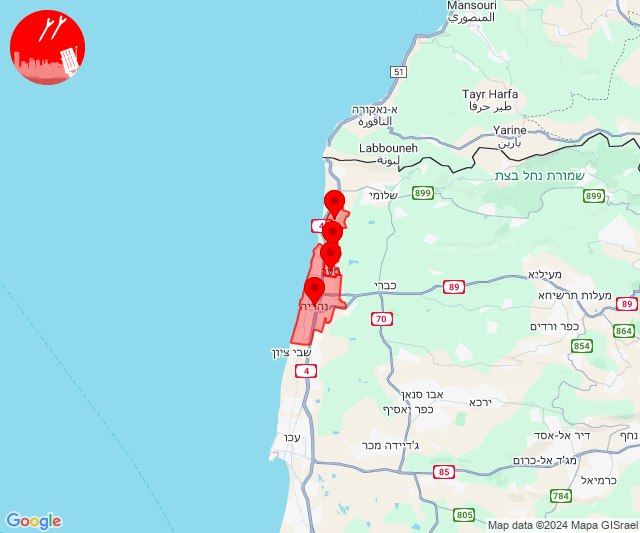 Mansouri
المنصوري
51
Tayr Harfa
طير حرفا
א-נאקורה
الناقورة
Yarine
يارين
Labbouneh
لبونة
שמורת נחל בצת
899
899
שלומי
4
מעיליא
כברי
89
מעלות תרשיחא
89
נהריה
70
כפר ורדים
864
854
שבי ציון
4
אבו סנאן
ירכא
כפר יאסיף
עכו
ג'דיידה מכר
דיר אל-אסד
נחף
מג'ד אל-כרום
85
כרמיאל
784
805
Google
Map data ©2024 Mapa GISrael